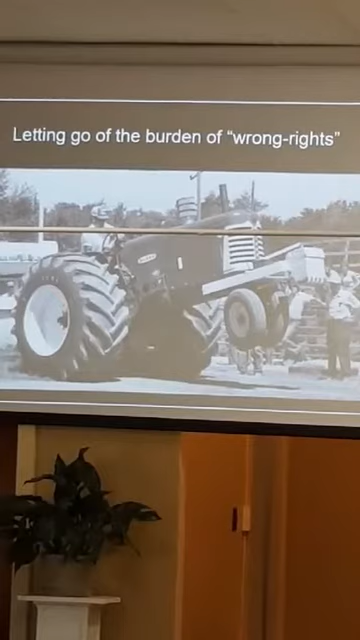 Letting go of the burden of “wrong-rights”